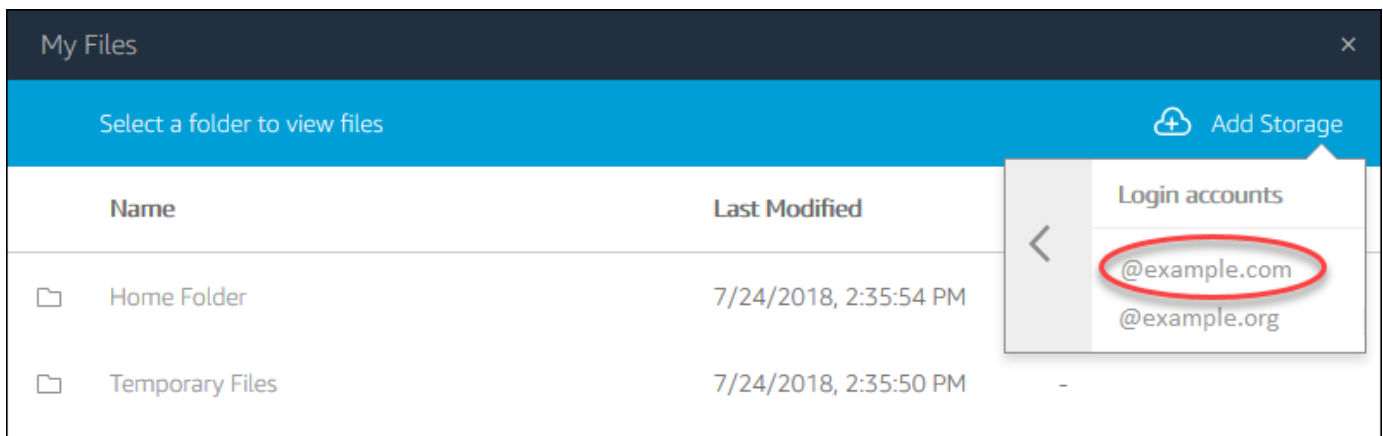 My Files ×
Select a folder to view files Add Storage
Login accounts
Name Last Modified
@example.com
Home Folder 7/24/2018, 2:35:54 PM
@example.org
Temporary Files 7/24/2018, 2:35:50 PM -